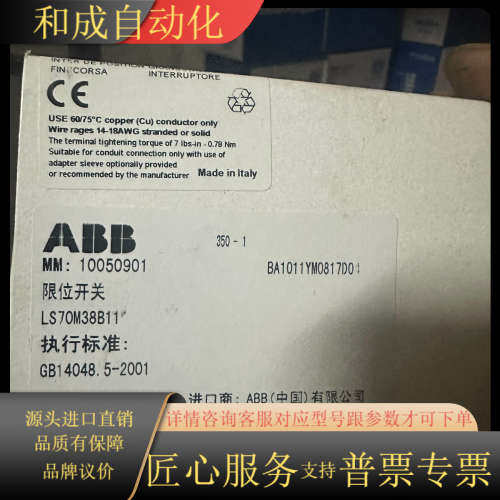 和成自动化
INTER DE POSITION
FINECORSA INTERRUPTORE
CE
USE 60/75°C copper (Cu) conductor only
Wire rages 14-18AWG stranded or solid
The terminal tightening torque of 7 lbs-in - 0.78 Nm
Suitable for conduit connection only with use of
adapter sleeve optionally provided
or recommended by the manufacturer Made in Italy
ABB
350 - 1
MM: 10050901
BA1011YM0817D0
限位开关
LS70M38B11
执行标准:
GB14048.5-2001
进口商: ABB(中国)有限公司
源头进口直销
品质有保障
品牌议价
详情咨询客服对应型号跟参数才可下单
匠心服务 支持 普票专票